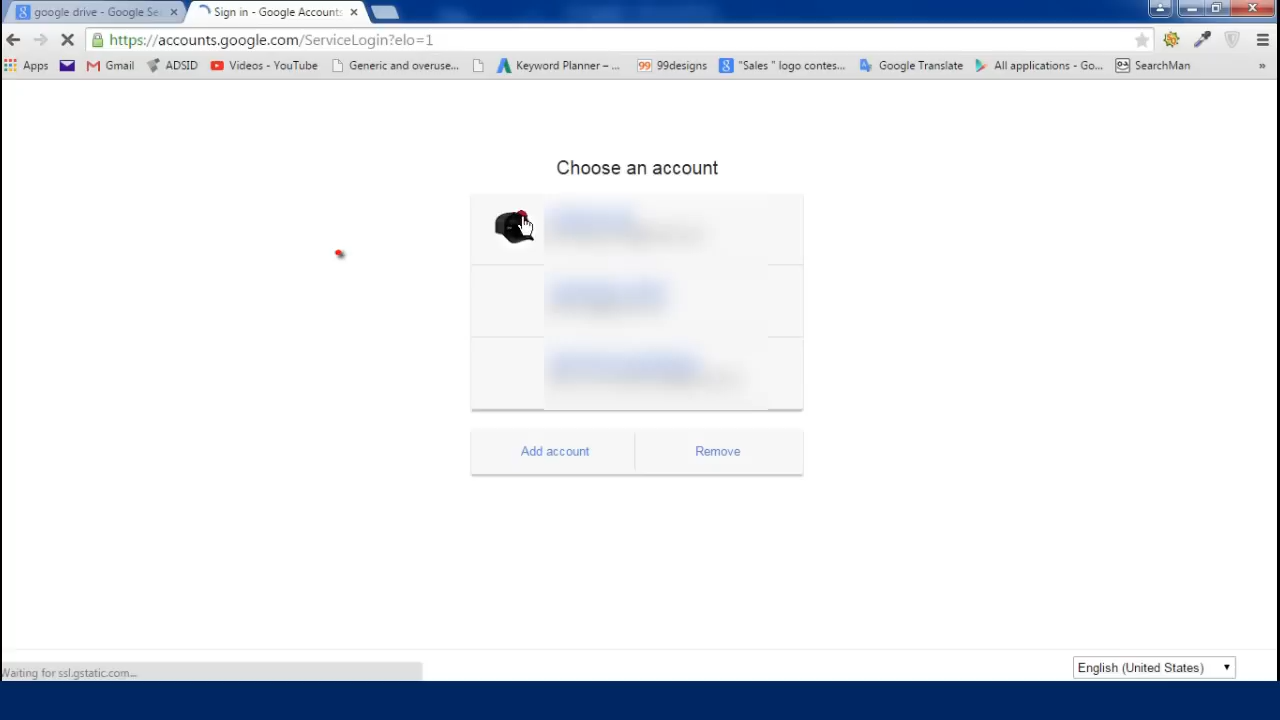 google drive - Google Se
Sign in - Google Accounts
https://accounts.google.com/ServiceLogin?elo=1
Apps Gmail ADSID Videos - YouTube Generic and overuse... Keyword Planner – ... 99 99designs "Sales " logo contes... Google Translate All applications - Go... SearchMan »
Choose an account
Add account Remove
Waiting for ssl.gstatic.com...
English (United States)